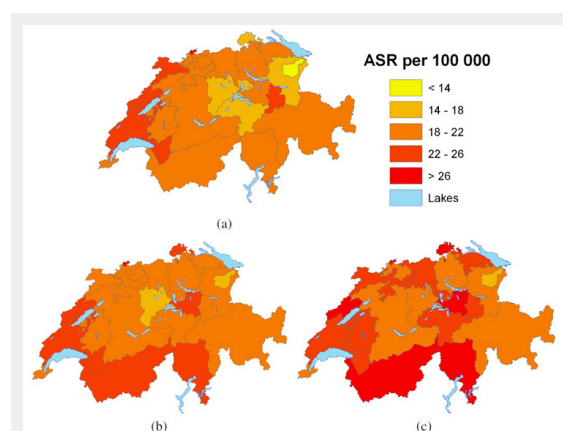 ASR per 100 000
< 14
14 - 18
18 - 22
22 - 26
> 26
Lakes
(a)
(b)
(c)